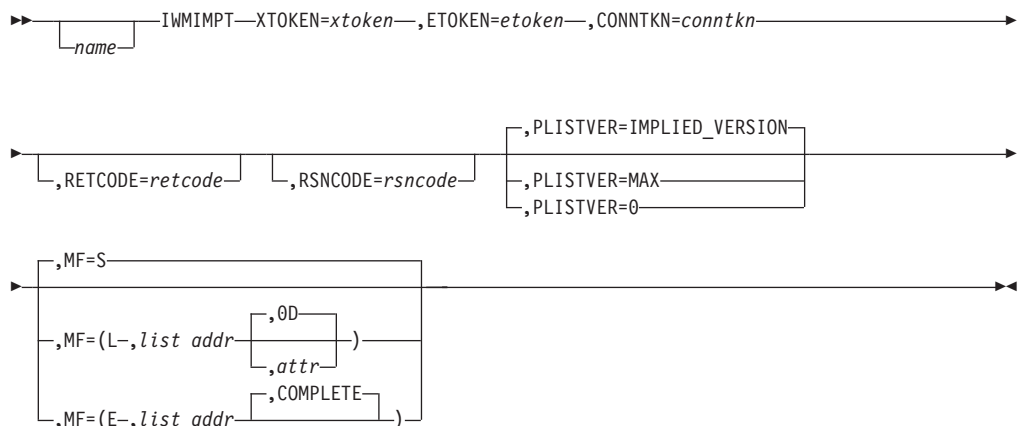 IWMIMPT XTOKEN=xtoken ,ETOKEN=etoken ,CONNTKN=conntkn
name
,PLISTVER=IMPLIED_VERSION
,RETCODE=retcode ,RSNCODE=rsncode ,PLISTVER=MAX
,PLISTVER=0
,MF=S
,0D
,MF=(L ,list addr )
,attr
,COMPLETE
,MF=(E ,list addr )